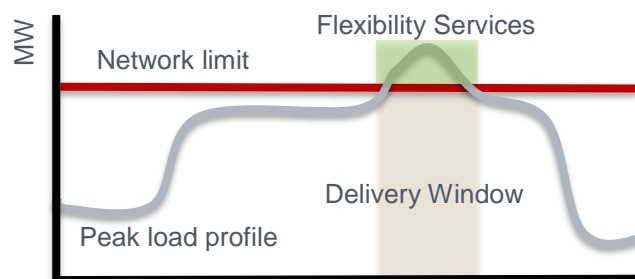 Flexibility Services
MW
Network limit
Delivery Window
Peak load profile